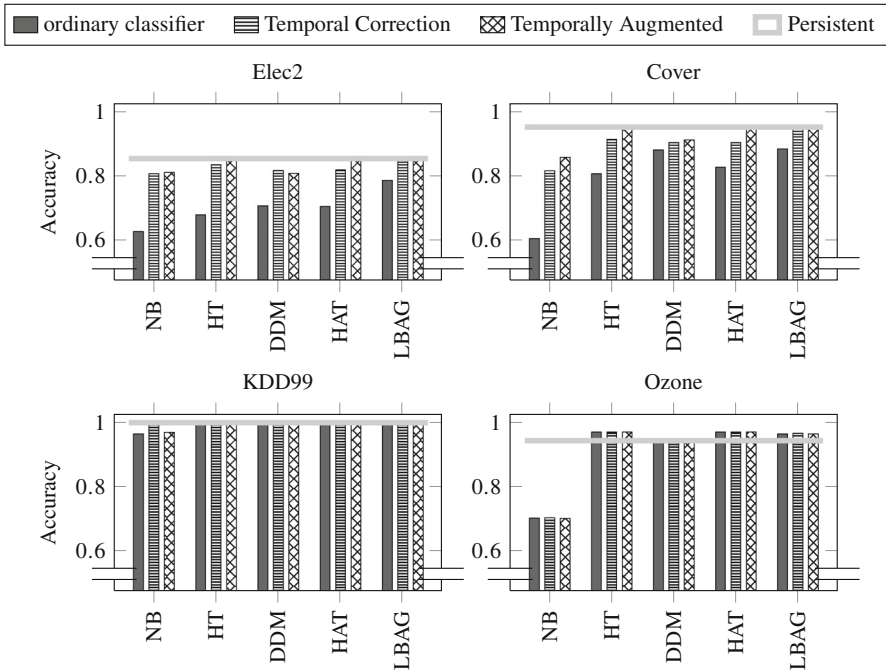 ordinary classifier Temporal Correction Temporally Augmented Persistent
Elec2
1
0.8
0.6
Accuracy
NB
HT
DDM
HAT
LBAG
Cover
1
0.8
0.6
NB
HT
DDM
HAT
LBAG
KDD99
1
0.8
0.6
Accuracy
NB
HT
DDM
HAT
LBAG
Ozone
1
0.8
0.6
NB
HT
DDM
HAT
LBAG